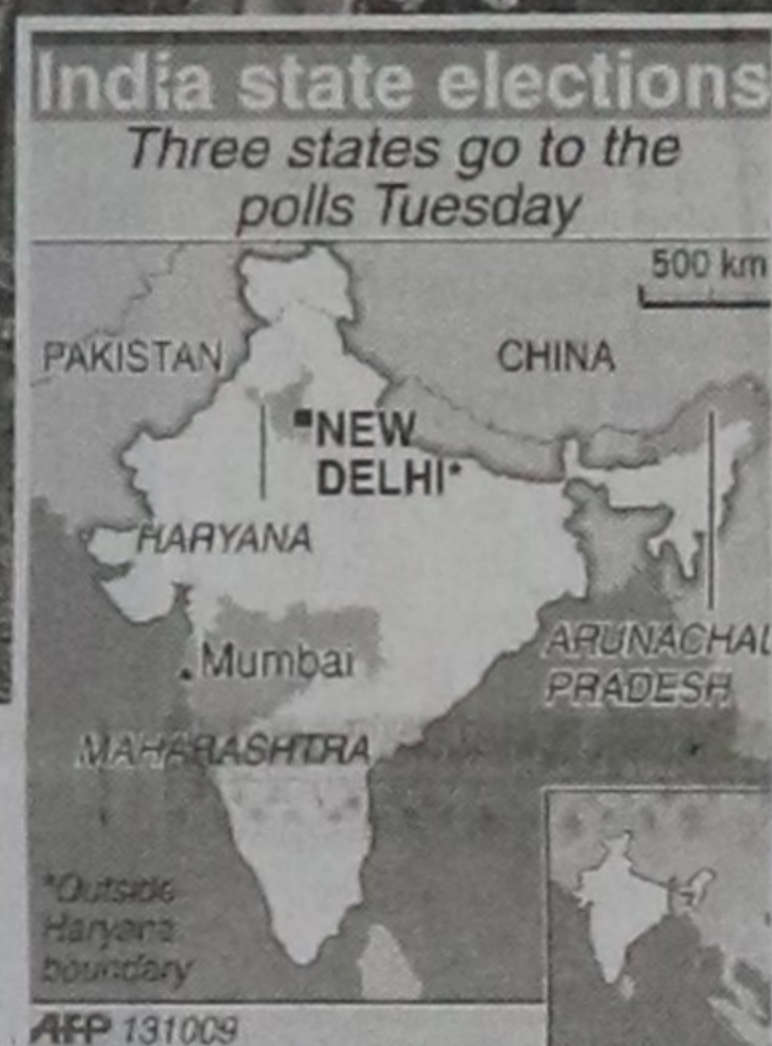 India state elections
Three states go to the
polls Tuesday
500 km
PAKISTAN
CHINA
NEW
DELHI*
HARYANA
Mumbai
ARUNACHAL
PRADESH
MAHARASHTRA
*Outside
Haryana
boundary
AFP 131009